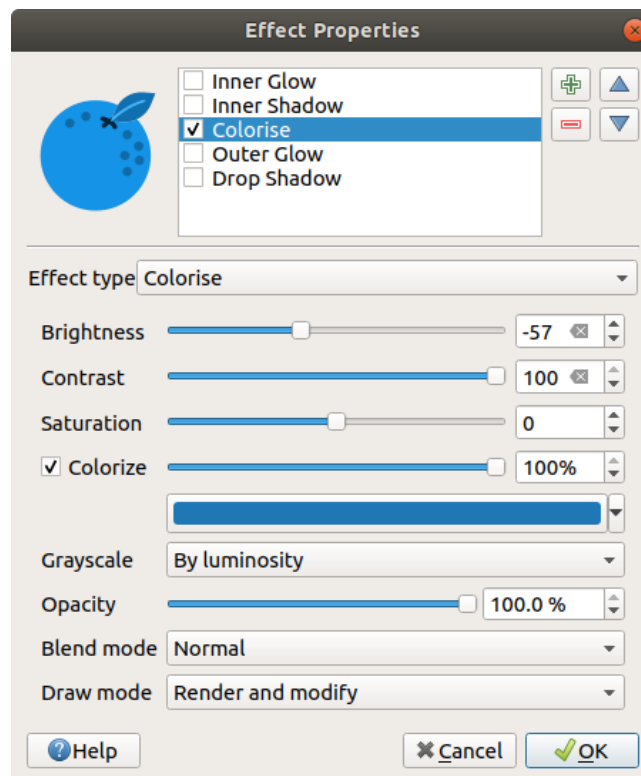 Effect Properties
Inner Glow
Inner Shadow
Colorise
Outer Glow
Drop Shadow
Effect type Colorise
Brightness -57
Contrast 100
Saturation 0
Colorize 100%
Grayscale By luminosity
Opacity 100.0 %
Blend mode Normal
Draw mode Render and modify
Help Cancel OK